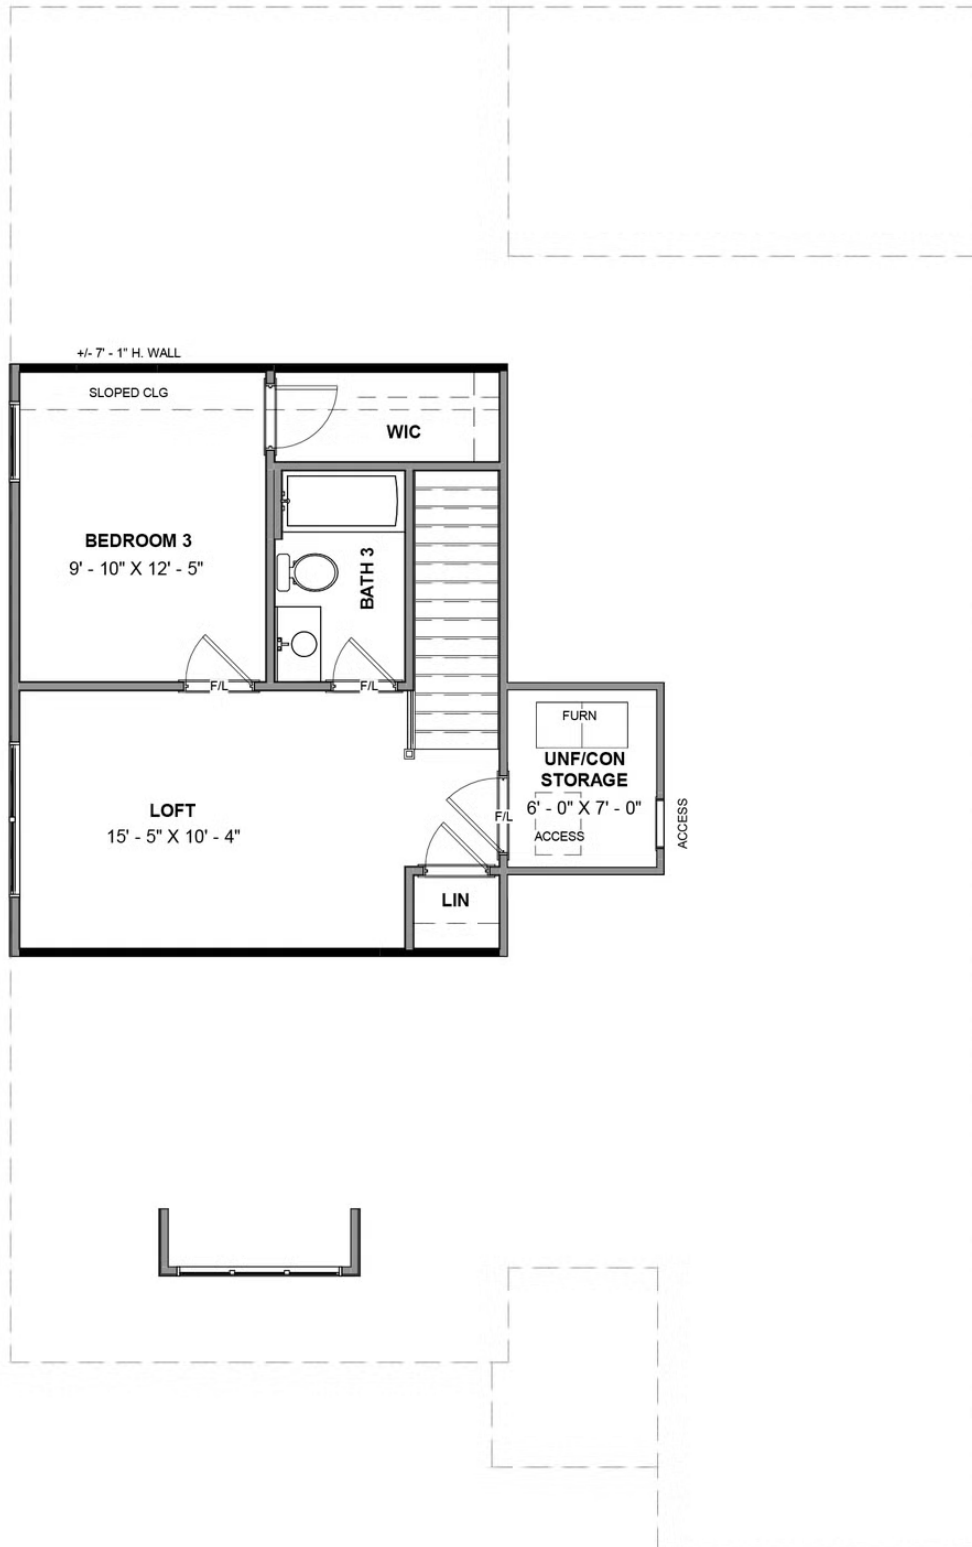 +/- 7' - 1" H. WALL
SLOPED CLG
WIC
BEDROOM 3
9' - 10" X 12' - 5"
BATH 3
F/L
F/L
FURN
UNF/CON
STORAGE
6' - 0" X 7' - 0"
ACCESS
ACCESS
F/L
LOFT
15' - 5" X 10' - 4"
LIN